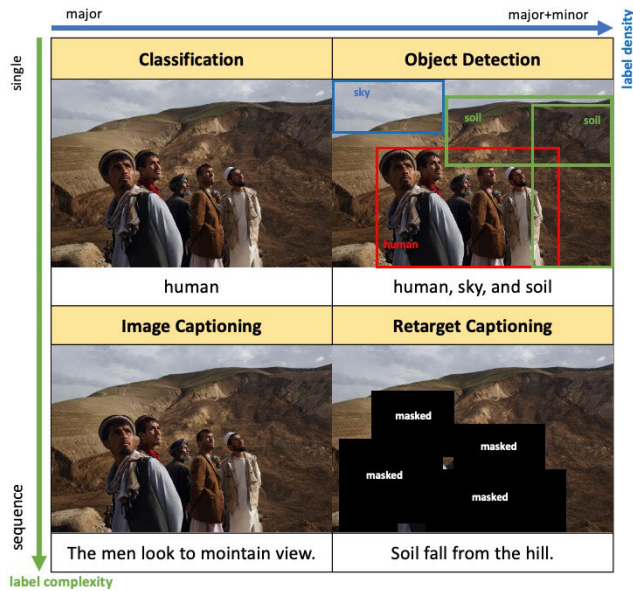 major
major+minor
label density
single
Classification
Object Detection
sky
soil
soil
human
human
human, sky, and soil
Image Captioning
Retarget Captioning
masked
masked
masked
masked
sequence
The men look to mointain view.
Soil fall from the hill.
label complexity